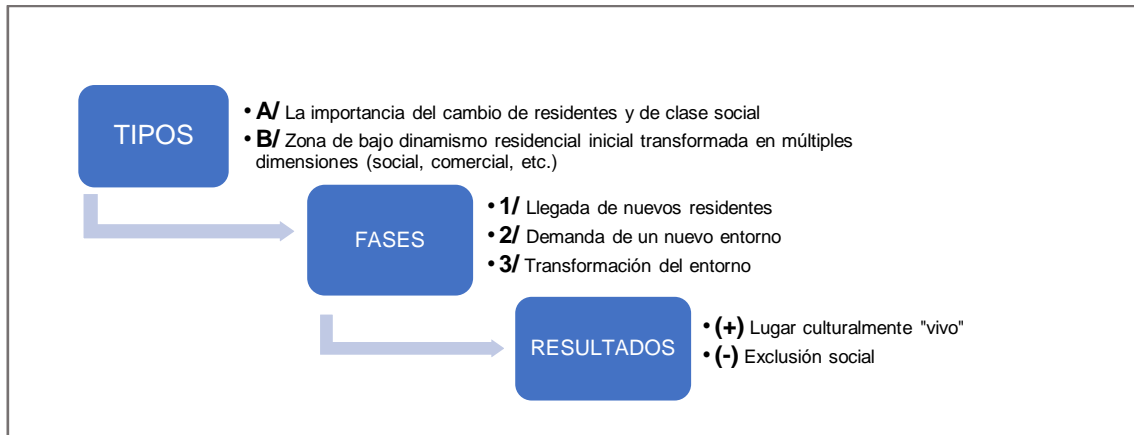 TIPOS
• A/ La importancia del cambio de residentes y de clase social
• B/ Zona de bajo dinamismo residencial inicial transformada en múltiples
dimensiones (social, comercial, etc.)
FASES
• 1/ Llegada de nuevos residentes
• 2/ Demanda de un nuevo entorno
• 3/ Transformación del entorno
RESULTADOS
• (+) Lugar culturalmente "vivo"
• (-) Exclusión social